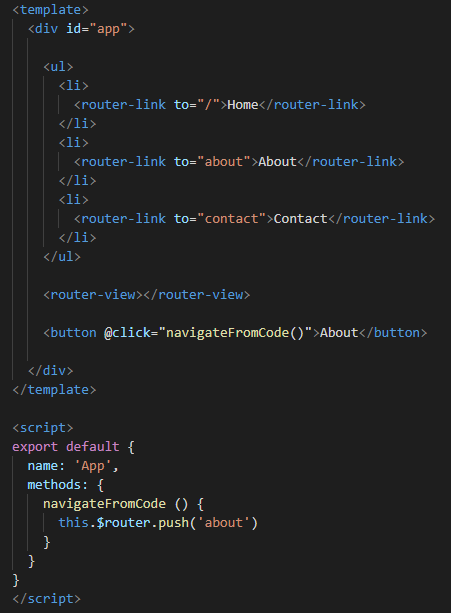 <template>
<div id="app">
<ul>
<li>
<router-link to="/">Home</router-link>
</li>
<li>
<router-link to="about">About</router-link>
</li>
<li>
<router-link to="contact">Contact</router-link>
</li>
</ul>
<router-view></router-view>
<button @click="navigateFromCode()">About</button>
</div>
</template>
<script>
export default {
name: 'App',
methods: {
navigateFromCode () {
this.$router.push('about')
}
}
}
</script>